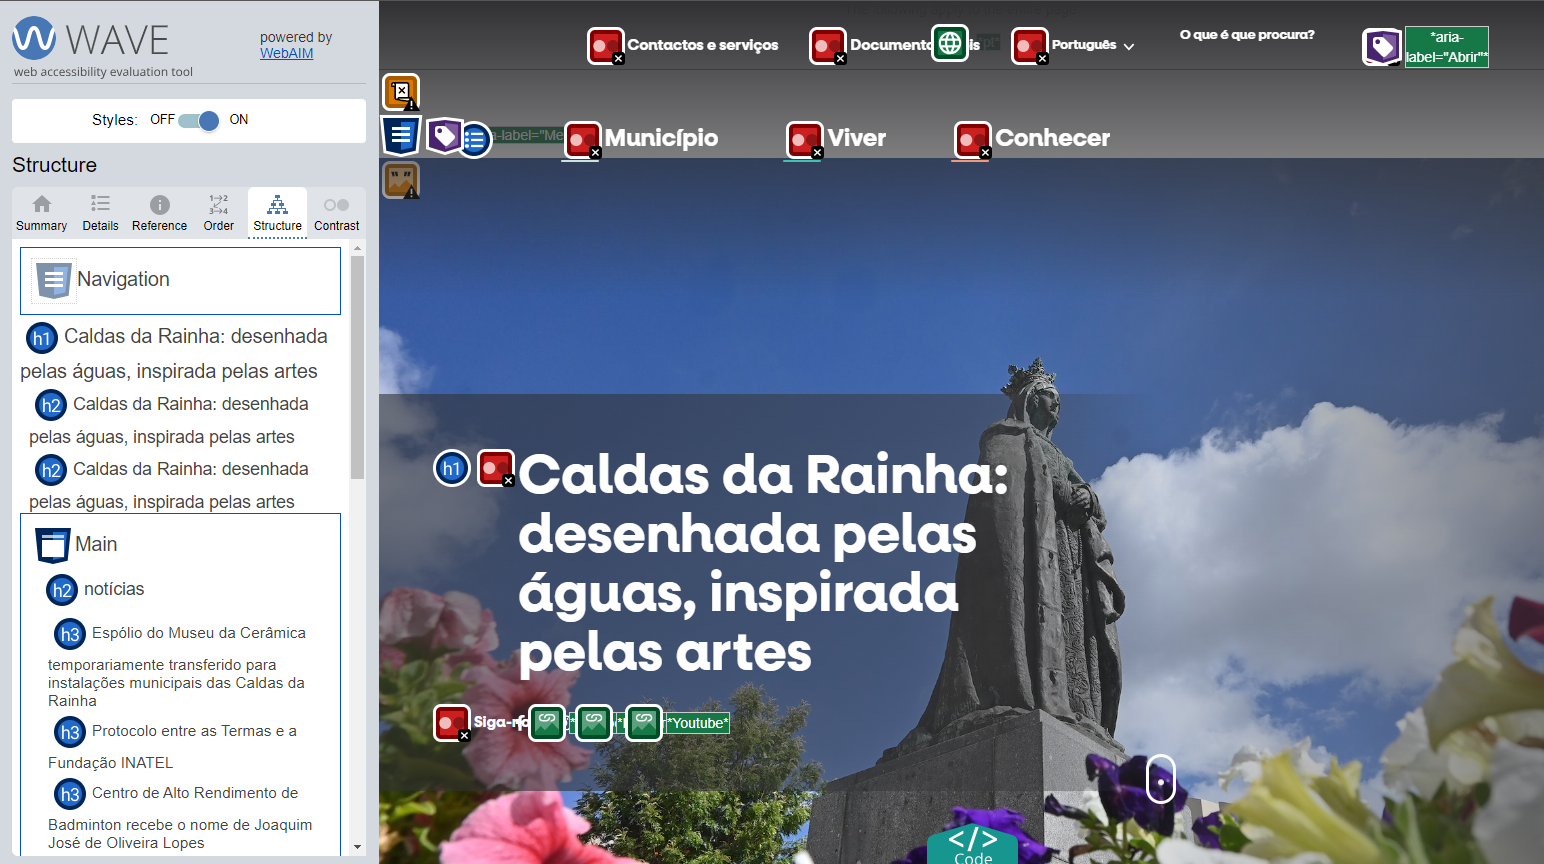 WAVE
web accessibility evaluation tool
powered by
WebAIM
Styles: OFF ON
Structure
Summary Details Reference Order Structure Contrast
Navigation
h1 Caldas da Rainha: desenhada
pelas águas, inspirada pelas artes
h2 Caldas da Rainha: desenhada
pelas águas, inspirada pelas artes
h2 Caldas da Rainha: desenhada
pelas águas, inspirada pelas artes
Main
h2 notícias
h3 Espólio do Museu da Cerâmica
temporariamente transferido para
instalações municipais das Caldas da
Rainha
h3 Protocolo entre as Termas e a
Fundação INATEL
h3 Centro de Alto Rendimento de
Badminton recebe o nome de Joaquim
José de Oliveira Lopes
Contactos e serviços
Português
O que é que procura?
*aria-
label="Abrir"*
Município Viver Conhecer
h1 Caldas da Rainha:
desenhada pelas
águas, inspirada
pelas artes
*Youtube*
</> Code